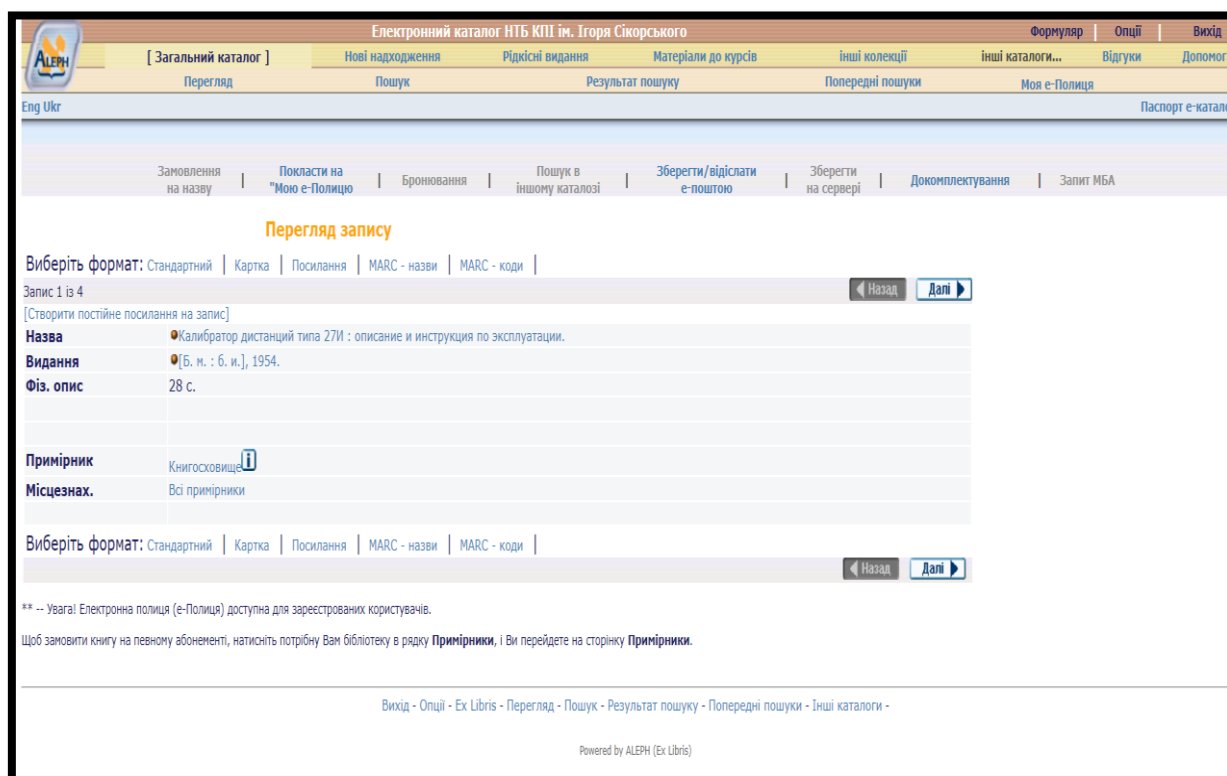 Електронний каталог НТБ КПІ ім. Ігоря Сікорського
Формуляр | Опції | Вихід
ALEPH
[ Загальний каталог ] Нові надходження Рідкісні видання Матеріали до курсів інші колекції інші каталоги... Відгуки Допомог
Перегляд Пошук Результат пошуку Попередні пошуки Моя е-Полиця
Eng Ukr Паспорт е-катало
Замовлення на назву | Покласти на "Мою е-Полицю | Бронювання | Пошук в іншому каталозі | Зберегти/відіслати е-поштою | Зберегти на сервері | Докомплектування | Запит МБА
Перегляд запису
Виберіть формат: Стандартний | Картка | Посилання | MARC - назви | MARC - коди |
Запис 1 із 4 Назад Далі
[Створити постійне посилання на запис]
Назва Калибратор дистанций типа 27И : описание и инструкция по эксплуатации.
Видання [Б. м. : б. и.], 1954.
Фіз. опис 28 с.
Примірник Книгосховище i
Місцезнах. Всі примірники
Виберіть формат: Стандартний | Картка | Посилання | MARC - назви | MARC - коди |
Назад Далі
** -- Увага! Електронна полиця (е-Полиця) доступна для зареєстрованих користувачів.
Щоб замовити книгу на певному абонементі, натисніть потрібну Вам бібліотеку в рядку Примірники, і Ви перейдете на сторінку Примірники.
Вихід - Опції - Ex Libris - Перегляд - Пошук - Результат пошуку - Попередні пошуки - Інші каталоги -
Powered by ALEPH (Ex Libris)